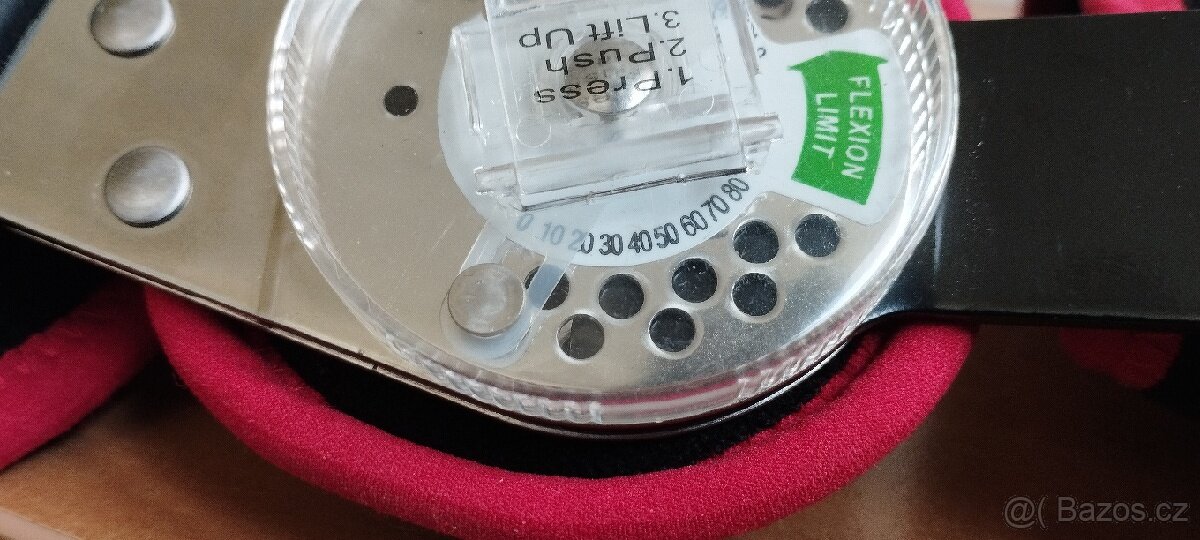 1.Press
2.Push
3.Lift Up
FLEXION
LIMIT
0 10 20 30 40 50 60 70 80
@( Bazos.cz